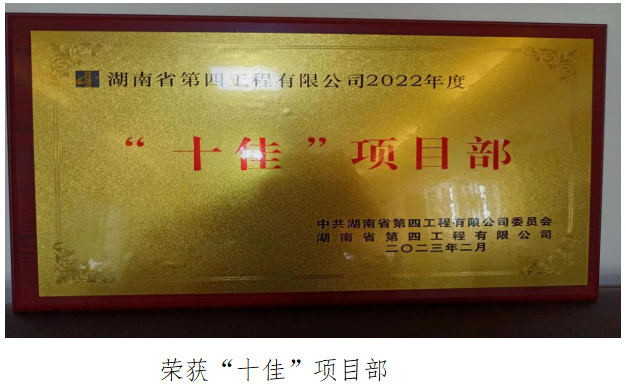 湖南省第四工程有限公司2022年度
“十佳”项目部
中共湖南省第四工程有限公司委员会
湖南省第四工程有限公司
二〇二三年二月
荣获“十佳”项目部